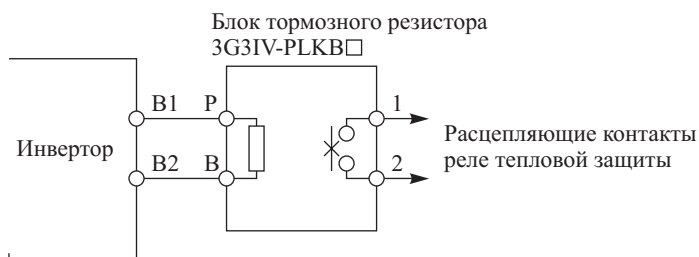 Блок тормозного резистора
3G3IV-PLKB□
B1 P 1
Инвертор
Расцепляющие контакты
реле тепловой защиты
B2 B 2